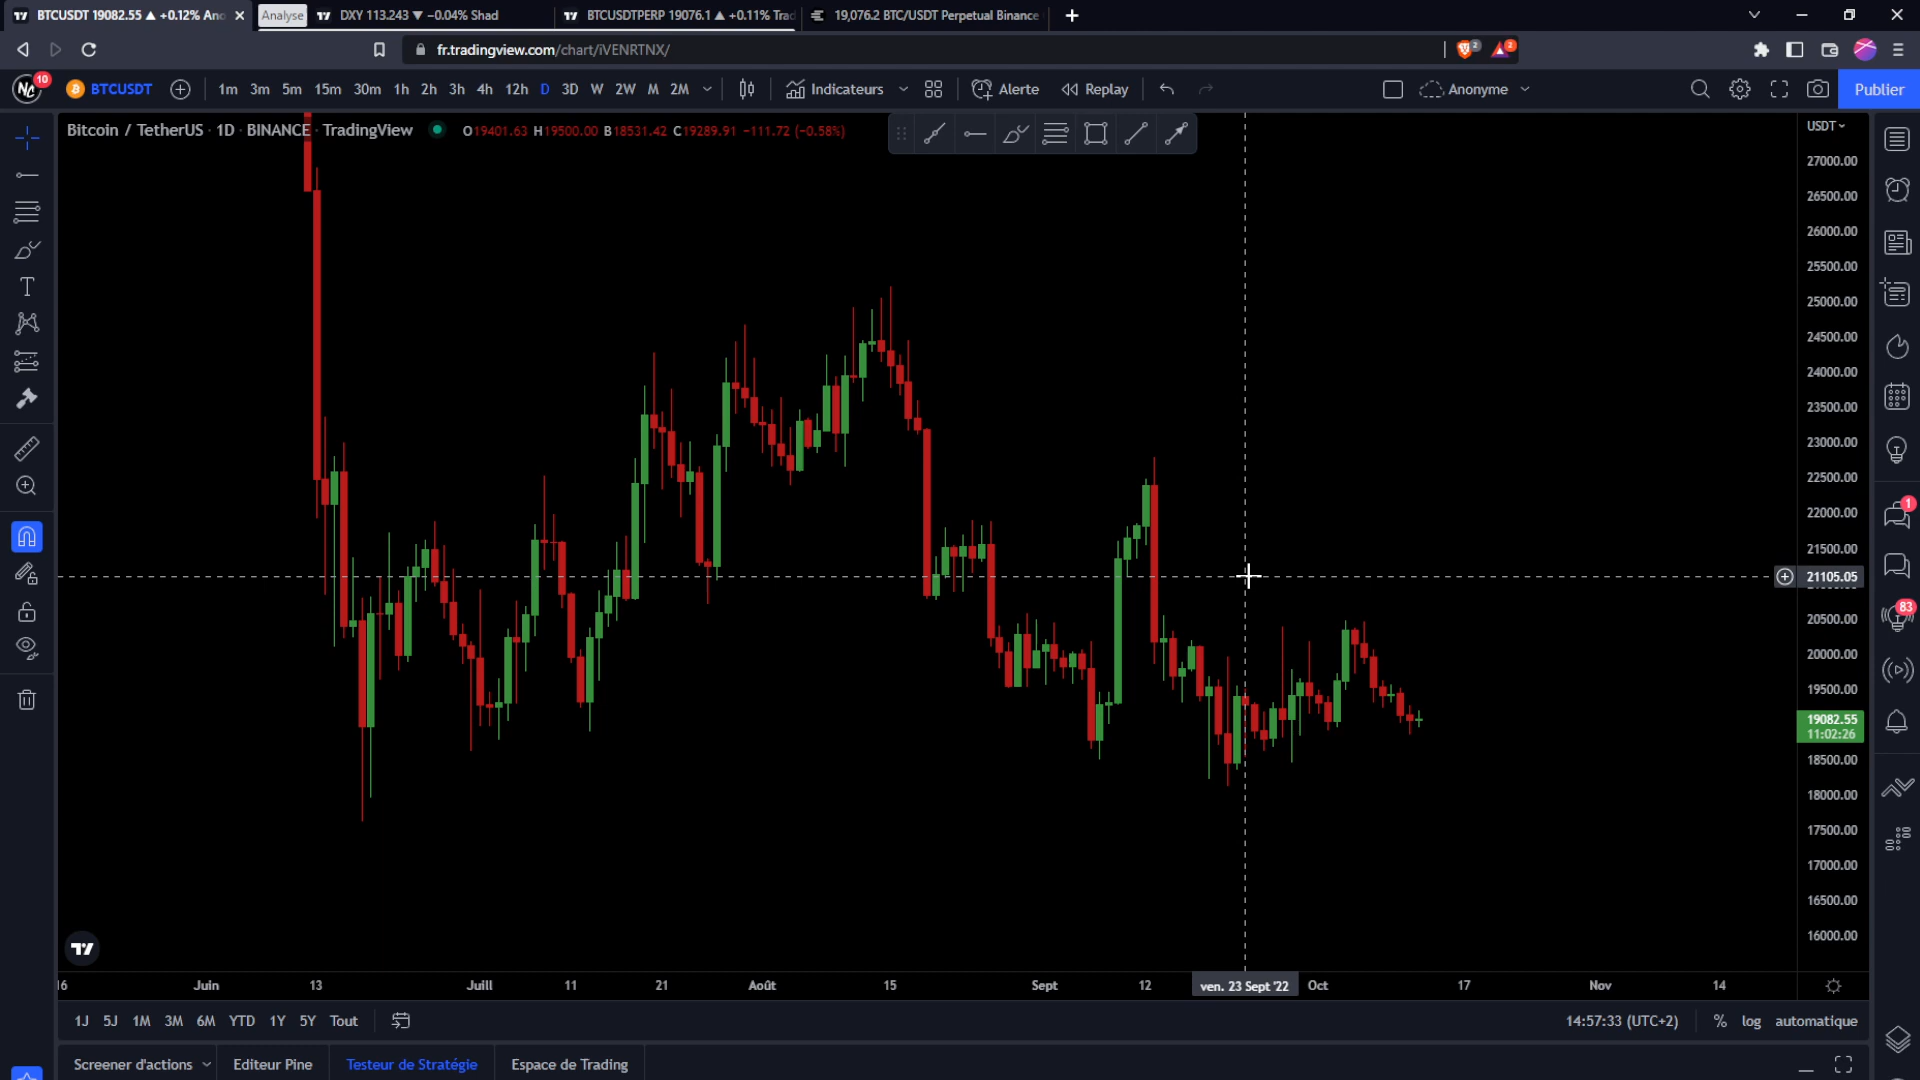 BTCUSDT 19082.55 ▲ +0.12% Ano
Analyse
DXY 113.243 ▼ −0.04% Shad
BTCUSDTPERP 19076.1 ▲ +0.11% Trad
19,076.2 BTC/USDT Perpetual Binance
fr.tradingview.com/chart/iVENRTNX/
2
2
10
BTCUSDT
1m 3m 5m 15m 30m 1h 2h 3h 4h 12h D 3D W 2W M 2M
Indicateurs
Alerte
Replay
Anonyme
Publier
Bitcoin / TetherUS · 1D · BINANCE · TradingView
O19401.63 H19500.00 B18531.42 C19289.91 −111.72 (−0.58%)
USDT
27000.00
26500.00
26000.00
25500.00
25000.00
24500.00
24000.00
23500.00
23000.00
22500.00
22000.00
21500.00
21105.05
20500.00
20000.00
19500.00
19082.55
11:02:26
18500.00
18000.00
17500.00
17000.00
16500.00
16000.00
1
83
16 Juin 13 Juill 11 21 Août 15 Sept 12 ven. 23 Sept '22 Oct 17 Nov 14
1J 5J 1M 3M 6M YTD 1Y 5Y Tout
14:57:33 (UTC+2)
% log automatique
Screener d'actions
Editeur Pine
Testeur de Stratégie
Espace de Trading